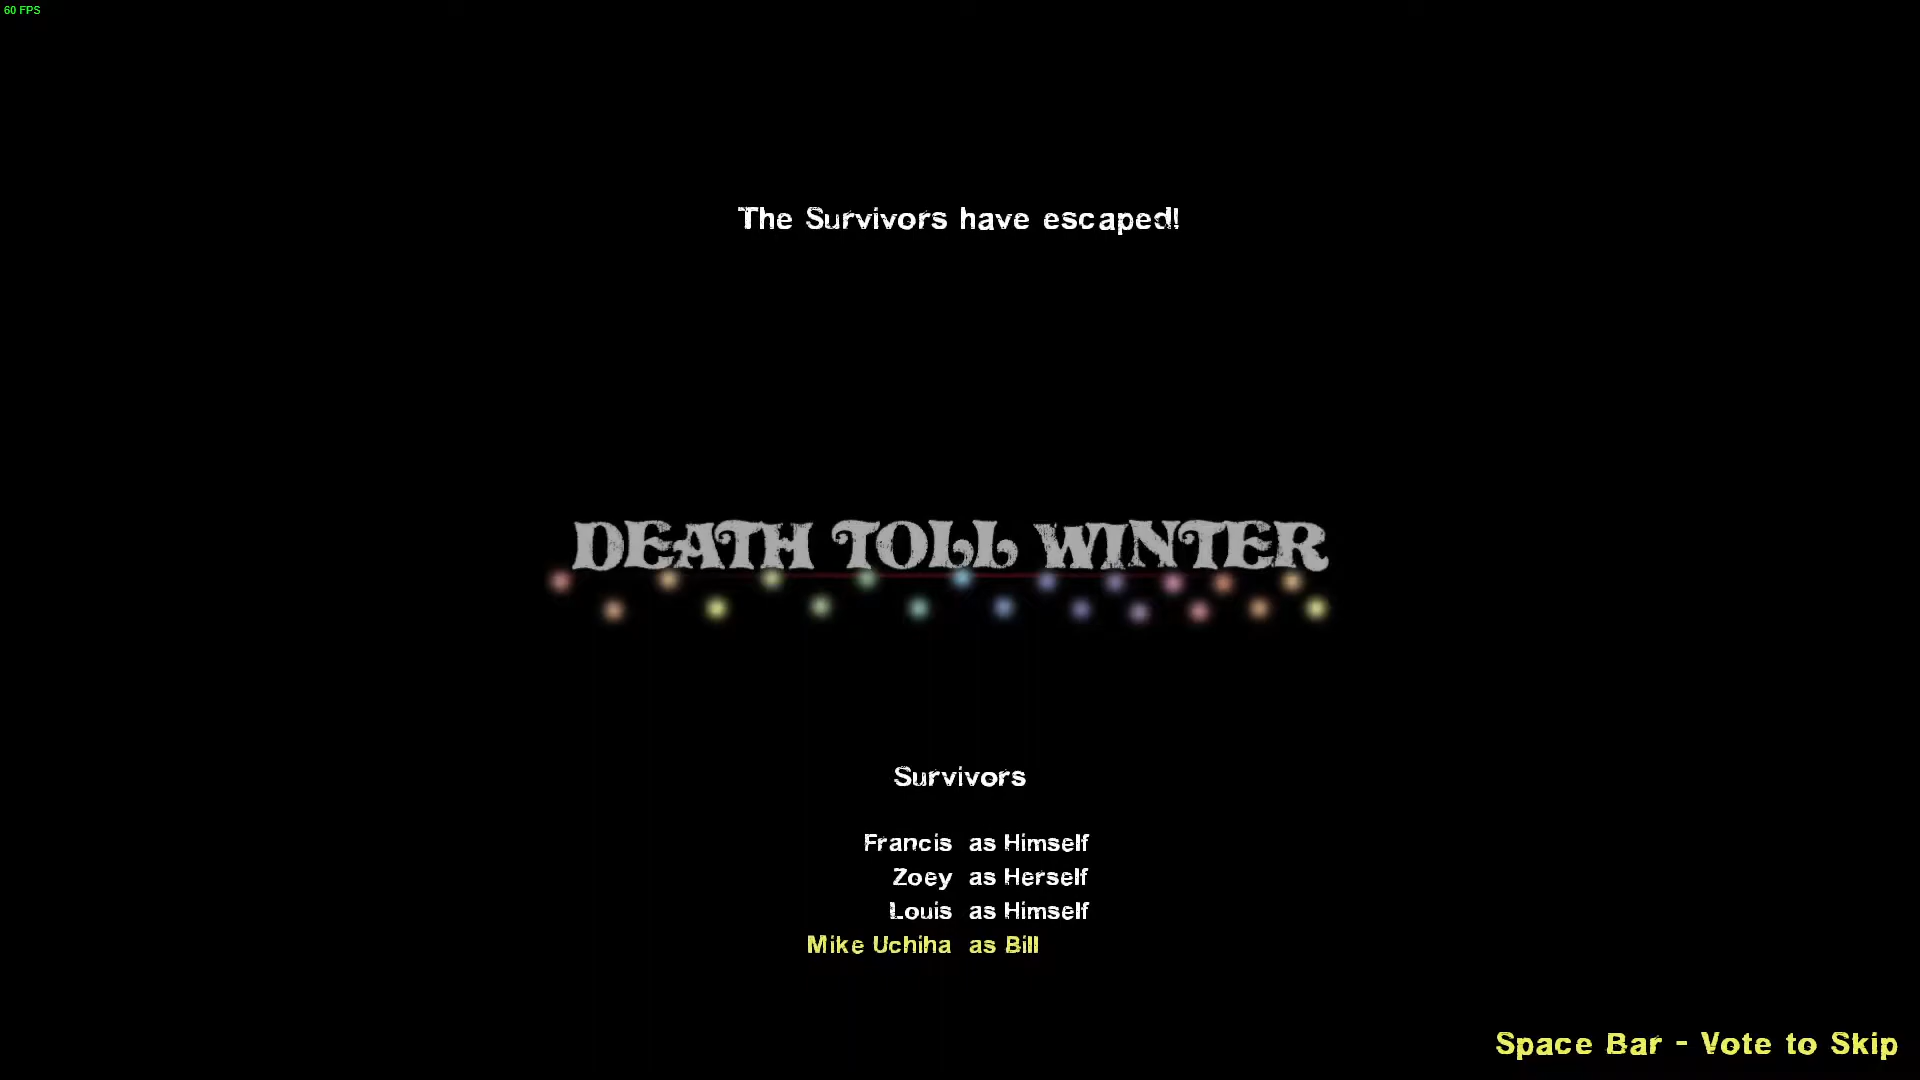 60 FPS
The Survivors have escaped!
DEATH TOLL WINTER
Survivors
Francis as Himself
Zoey as Herself
Louis as Himself
Mike Uchiha as Bill
Space Bar - Vote to Skip